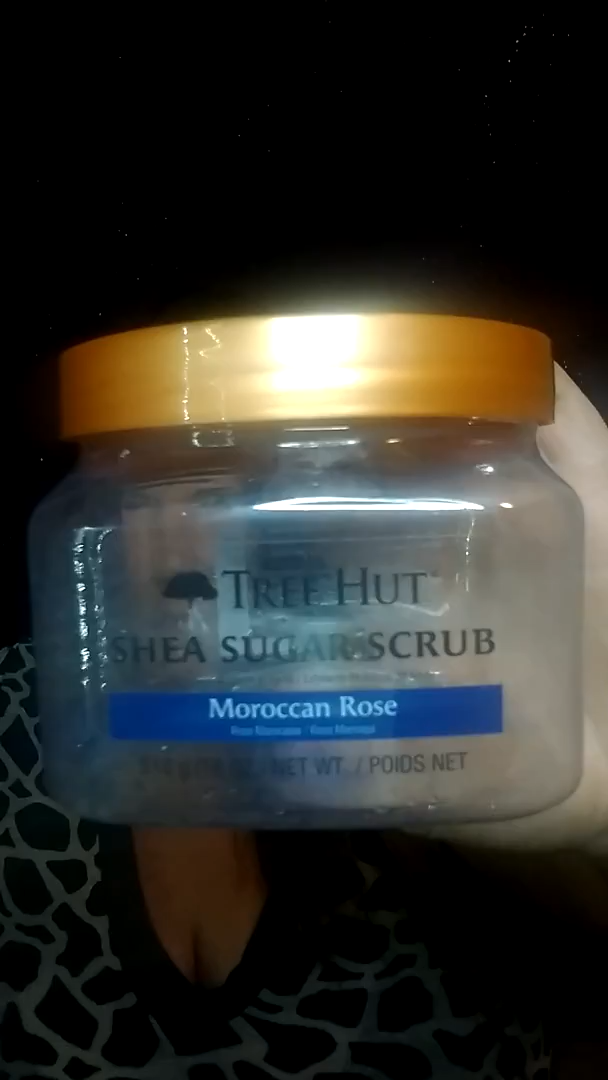 TREE HUT
SHEA SUGAR SCRUB
Moroccan Rose
NET WT. / POIDS NET